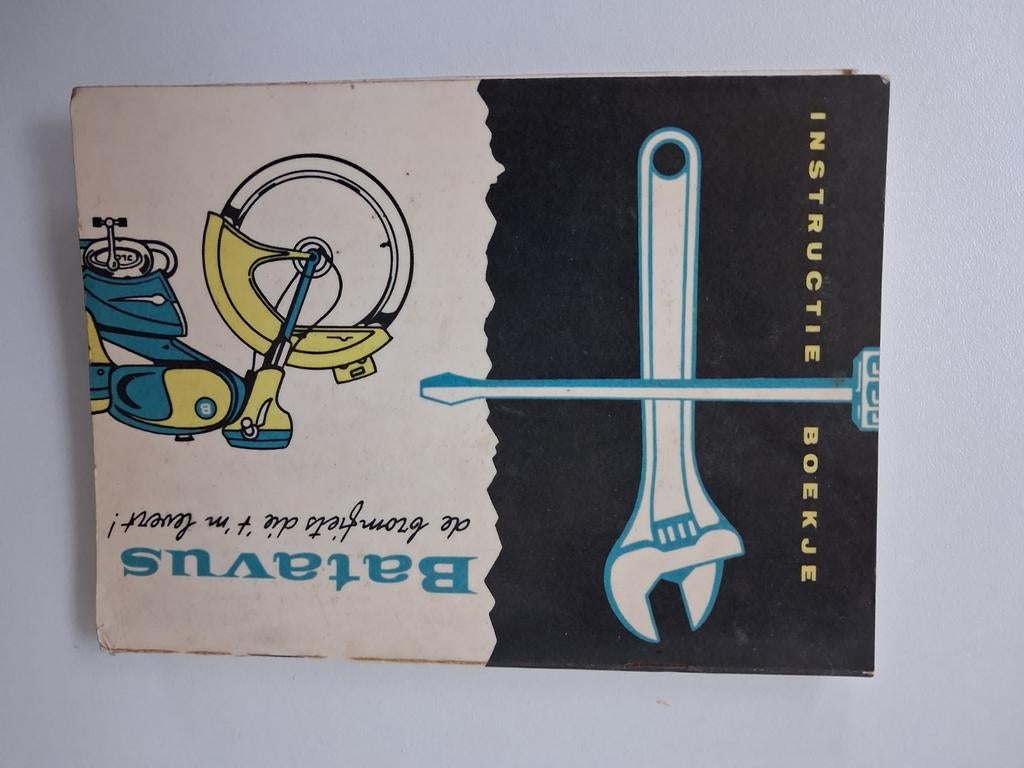 INSTRUCTIE BOEKJE
Batavus
de bromfiets die 't 'm levert!
B